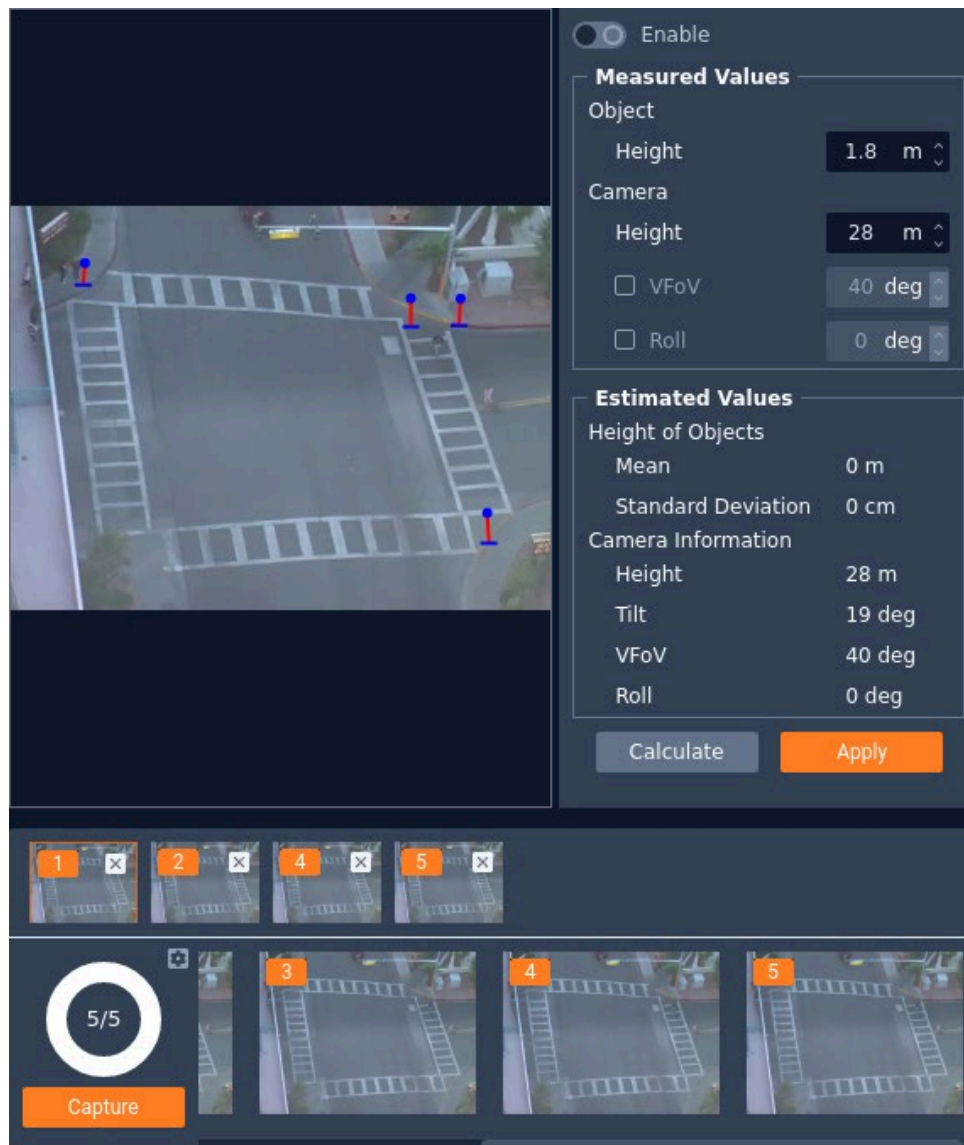 Enable
Measured Values
Object
Height 1.8 m
Camera
Height 28 m
VFoV 40 deg
Roll 0 deg
Estimated Values
Height of Objects
Mean 0 m
Standard Deviation 0 cm
Camera Information
Height 28 m
Tilt 19 deg
VFoV 40 deg
Roll 0 deg
Calculate Apply
1 2 4 5
3 4 5
5/5
Capture